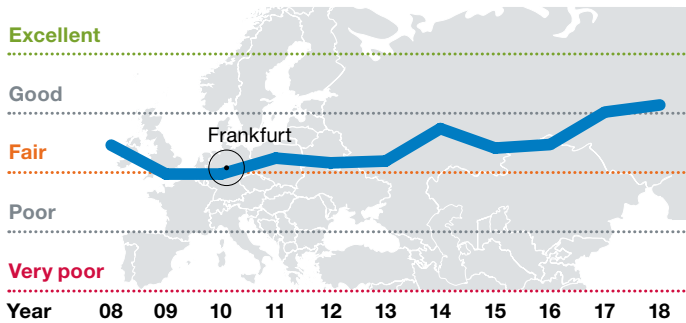 Excellent
Good
Frankfurt
Fair
Poor
Very poor
Year 08 09 10 11 12 13 14 15 16 17 18